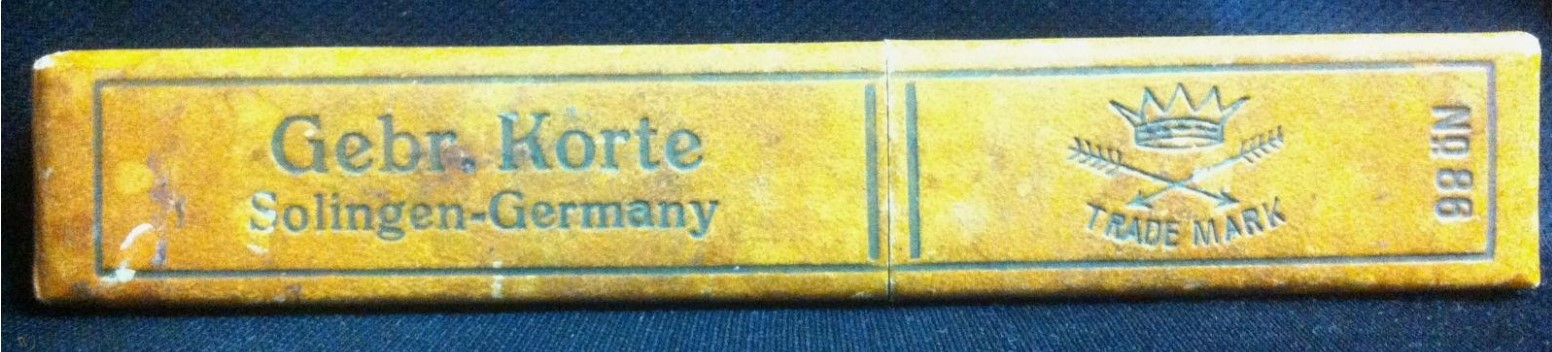 Gebr. Korte
Solingen-Germany
TRADE MARK
No 86